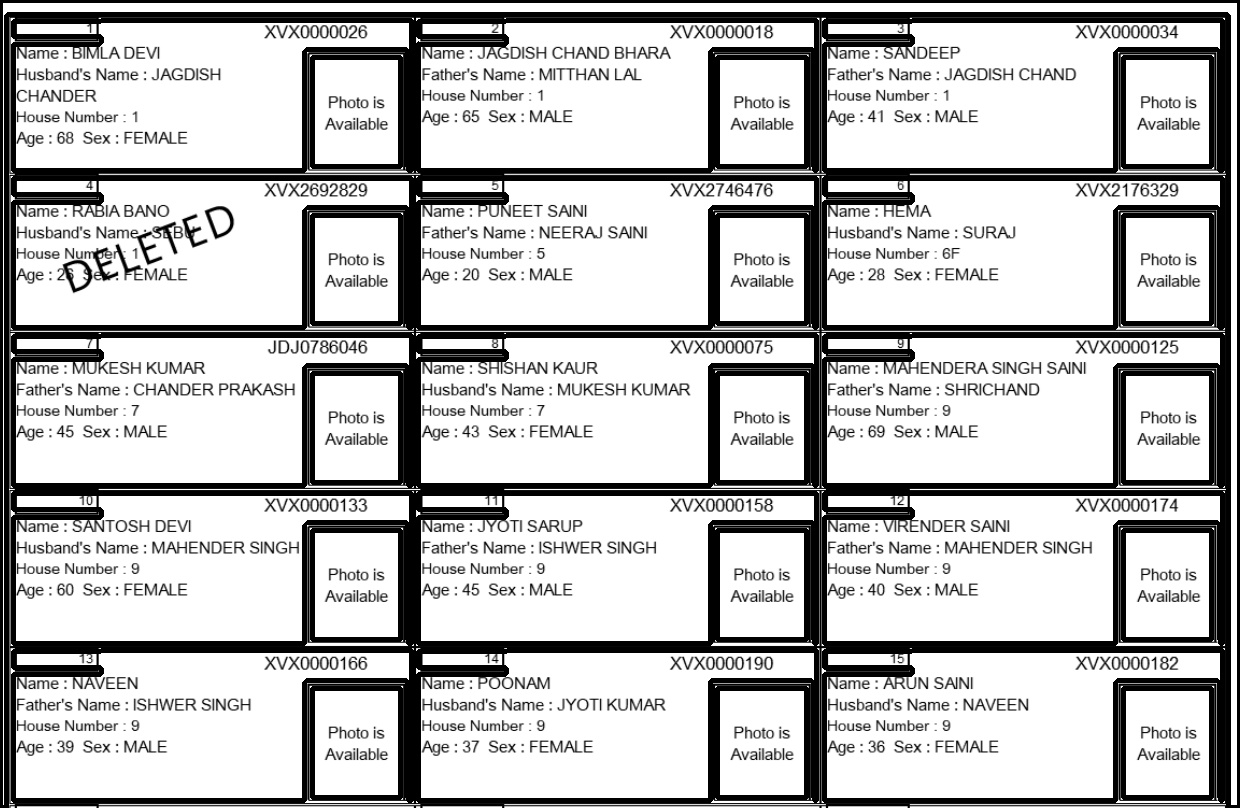 1 XVX0000026
Name : BIMLA DEVI
Husband's Name : JAGDISH
CHANDER
House Number : 1
Age : 68 Sex : FEMALE
Photo is
Available
2 XVX0000018
Name : JAGDISH CHAND BHARA
Father's Name : MITTHAN LAL
House Number : 1
Age : 65 Sex : MALE
Photo is
Available
3 XVX0000034
Name : SANDEEP
Father's Name : JAGDISH CHAND
House Number : 1
Age : 41 Sex : MALE
Photo is
Available
4 XVX2692829
Name : RABIA BANO
Husband's Name : SEBU
House Number : 1
Age : 26 Sex : FEMALE
DELETED
Photo is
Available
5 XVX2746476
Name : PUNEET SAINI
Father's Name : NEERAJ SAINI
House Number : 5
Age : 20 Sex : MALE
Photo is
Available
6 XVX2176329
Name : HEMA
Husband's Name : SURAJ
House Number : 6F
Age : 28 Sex : FEMALE
Photo is
Available
7 JDJ0786046
Name : MUKESH KUMAR
Father's Name : CHANDER PRAKASH
House Number : 7
Age : 45 Sex : MALE
Photo is
Available
8 XVX0000075
Name : SHISHAN KAUR
Husband's Name : MUKESH KUMAR
House Number : 7
Age : 43 Sex : FEMALE
Photo is
Available
9 XVX0000125
Name : MAHENDERA SINGH SAINI
Father's Name : SHRICHAND
House Number : 9
Age : 69 Sex : MALE
Photo is
Available
10 XVX0000133
Name : SANTOSH DEVI
Husband's Name : MAHENDER SINGH
House Number : 9
Age : 60 Sex : FEMALE
Photo is
Available
11 XVX0000158
Name : JYOTI SARUP
Father's Name : ISHWER SINGH
House Number : 9
Age : 45 Sex : MALE
Photo is
Available
12 XVX0000174
Name : VIRENDER SAINI
Father's Name : MAHENDER SINGH
House Number : 9
Age : 40 Sex : MALE
Photo is
Available
13 XVX0000166
Name : NAVEEN
Father's Name : ISHWER SINGH
House Number : 9
Age : 39 Sex : MALE
Photo is
Available
14 XVX0000190
Name : POONAM
Husband's Name : JYOTI KUMAR
House Number : 9
Age : 37 Sex : FEMALE
Photo is
Available
15 XVX0000182
Name : ARUN SAINI
Husband's Name : NAVEEN
House Number : 9
Age : 36 Sex : FEMALE
Photo is
Available